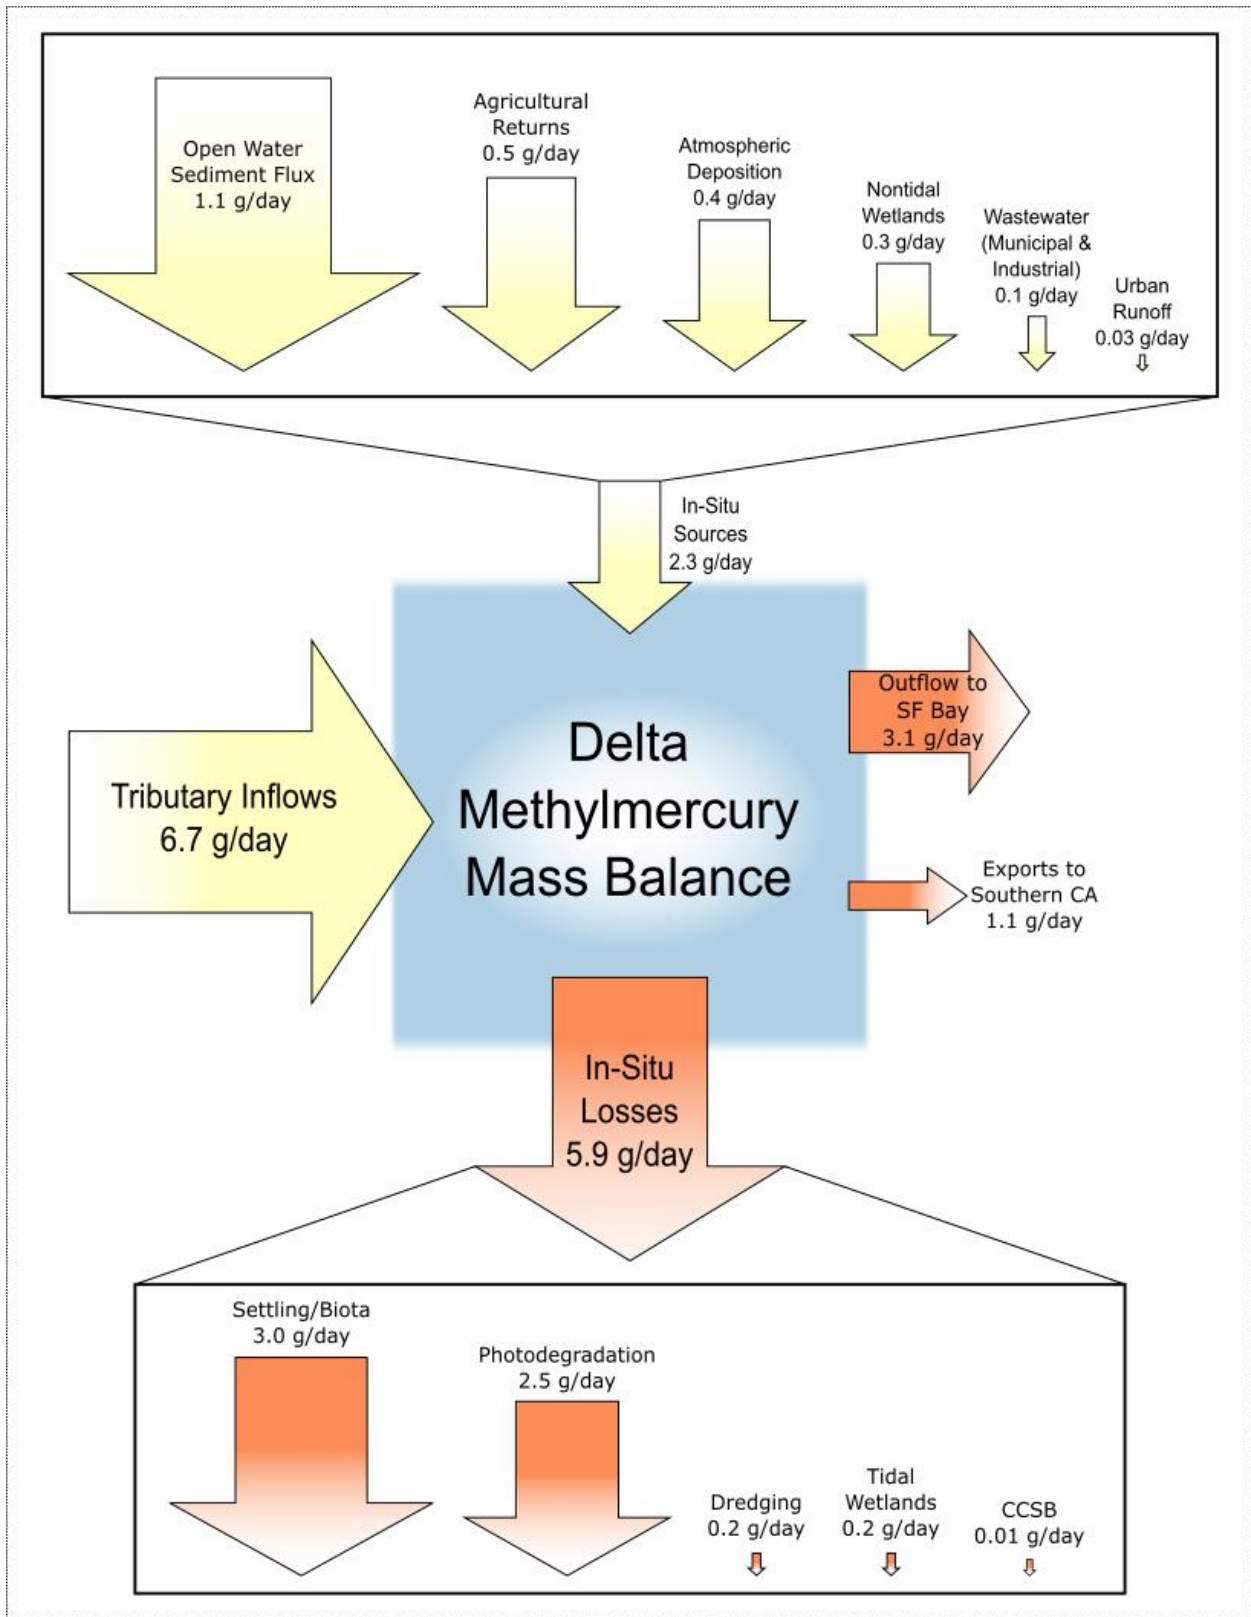 Open Water
Sediment Flux
1.1 g/day
Agricultural
Returns
0.5 g/day
Atmospheric
Deposition
0.4 g/day
Nontidal
Wetlands
0.3 g/day
Wastewater
(Municipal &
Industrial)
0.1 g/day
Urban
Runoff
0.03 g/day
In-Situ
Sources
2.3 g/day
Tributary Inflows
6.7 g/day
Delta
Methylmercury
Mass Balance
Outflow to
SF Bay
3.1 g/day
Exports to
Southern CA
1.1 g/day
In-Situ
Losses
5.9 g/day
Settling/Biota
3.0 g/day
Photodegradation
2.5 g/day
Dredging
0.2 g/day
Tidal
Wetlands
0.2 g/day
CCSB
0.01 g/day